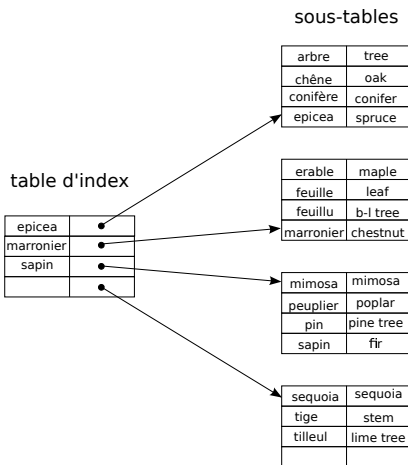 sous-tables
arbre tree
chêne oak
conifère conifer
epicea spruce
table d'index
epicea
marronier
sapin
erable maple
feuille leaf
feuillu b-l tree
marronier chestnut
mimosa mimosa
peuplier poplar
pin pine tree
sapin fir
sequoia sequoia
tige stem
tilleul lime tree